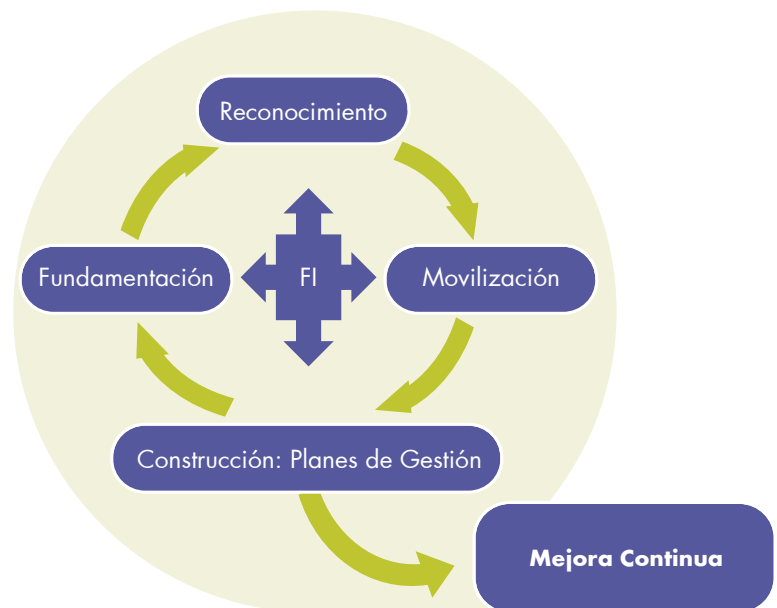 Reconocimiento
Fundamentación
FI
Movilización
Construcción: Planes de Gestión
Mejora Continua